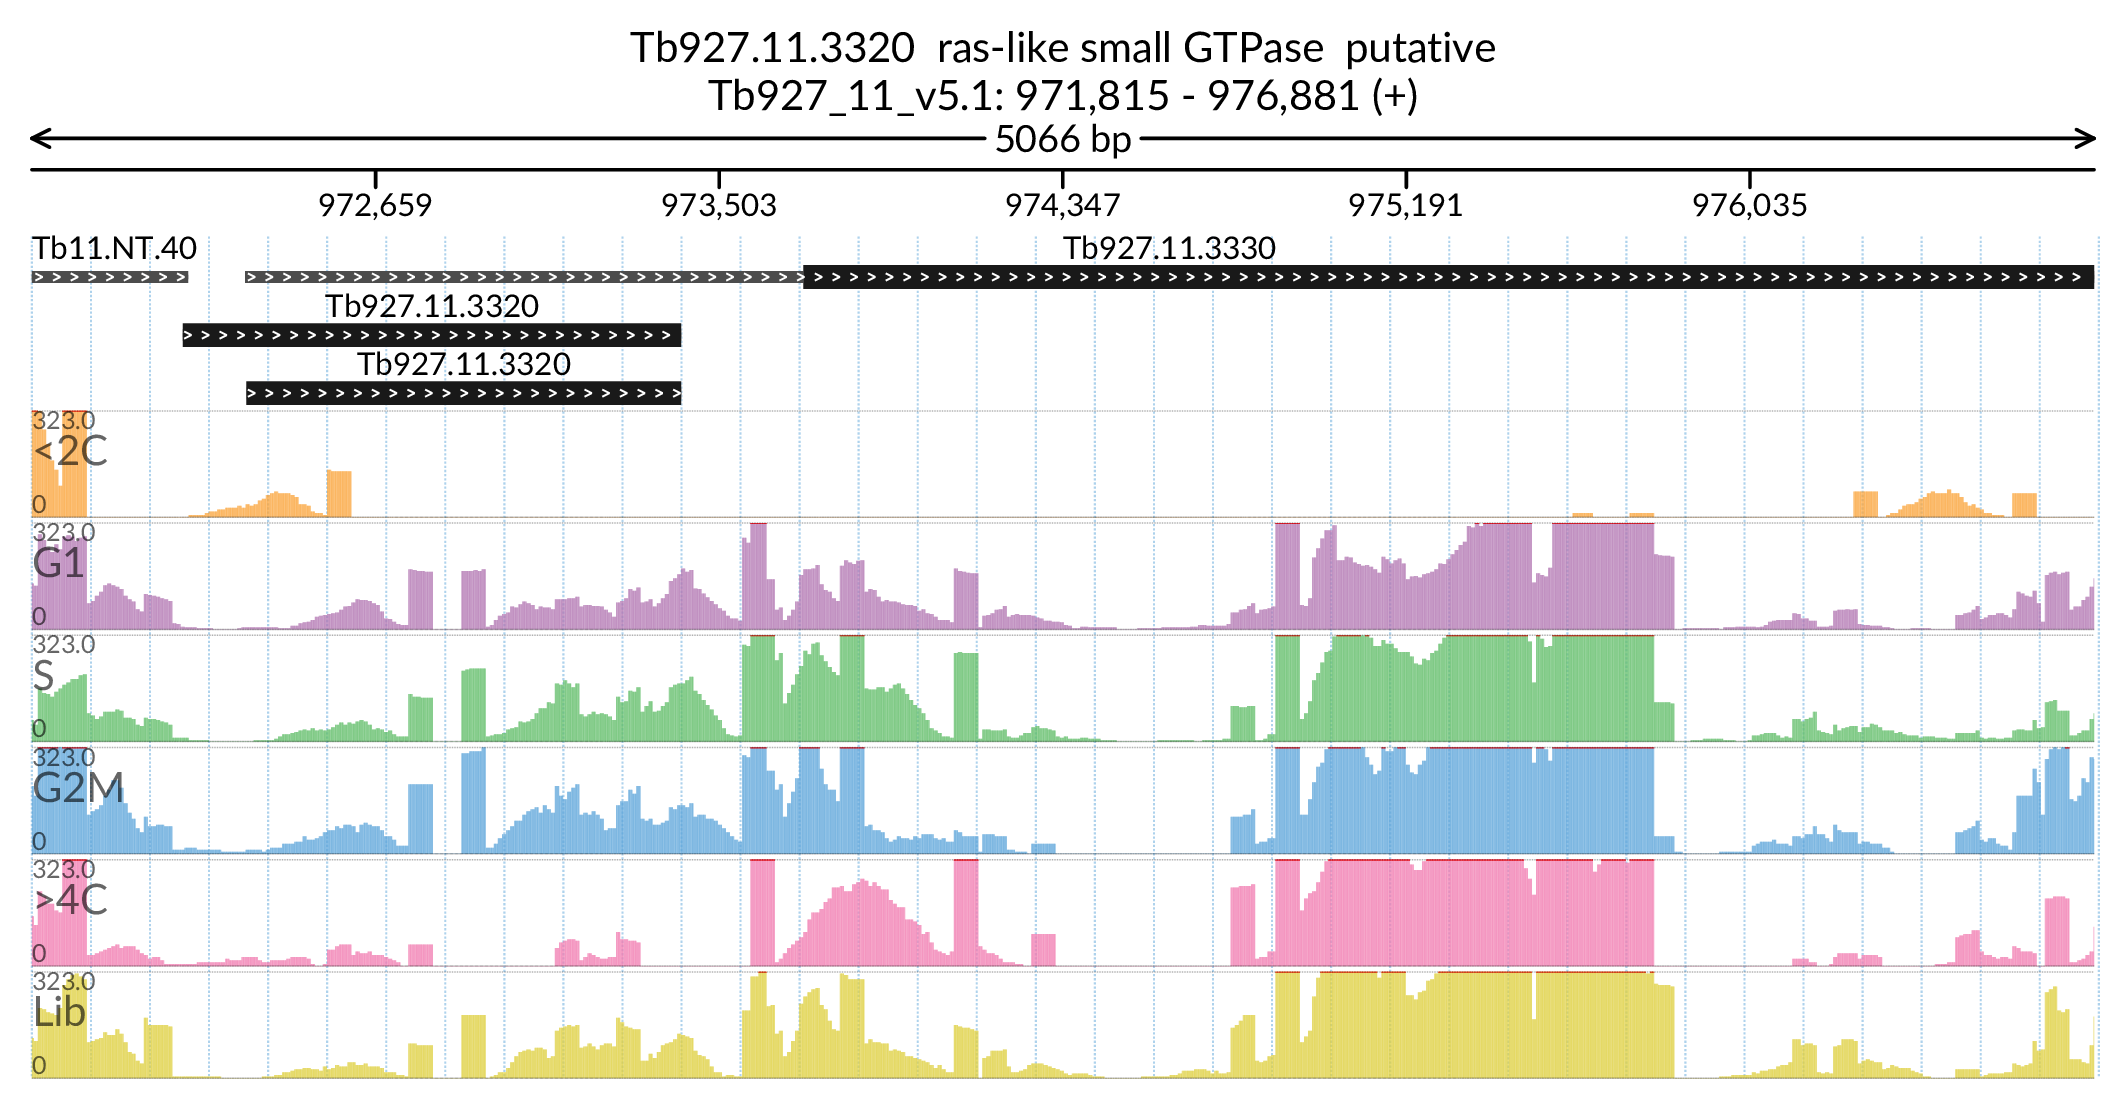 Tb927.11.3320 ras-like small GTPase putative
Tb927_11_v5.1: 971,815 - 976,881 (+)
5066 bp
972,659 973,503 974,347 975,191 976,035
Tb11.NT.40 Tb927.11.3330
Tb927.11.3320
Tb927.11.3320
323.0
<2C
0
323.0
G1
0
323.0
S
0
323.0
G2M
0
323.0
>4C
0
323.0
Lib
0